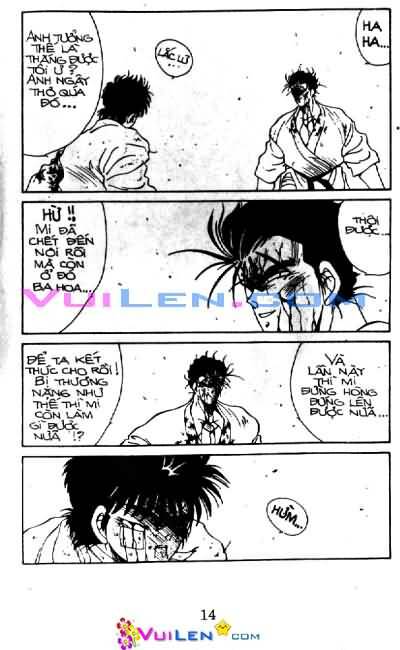 ANH TƯỞNG
THẾ LÀ
THẮNG ĐƯỢC
TÔI Ư ?
ANH NGÂY
THƠ QUÁ
ĐÓ...
LẮC LƯ
...
HA
HA...
HỪ !!
MI ĐÃ
CHẾT ĐẾN
NƠI RỒI
MÀ CÒN
Ở ĐÓ
BA HOA...
THÔI
ĐƯỢC...
VUILEN.COM
ĐỂ TA KẾT
THÚC CHO RỒI!
BỊ THƯƠNG
NẶNG NHƯ
THẾ THÌ MI
CÒN LÀM
GÌ ĐƯỢC
NỮA !?
VÀ
LẦN NÀY
THÌ MI
ĐỪNG HÒNG
ĐỨNG LÊN
ĐƯỢC NỮA...
HỪM...
14
VUILEN.COM